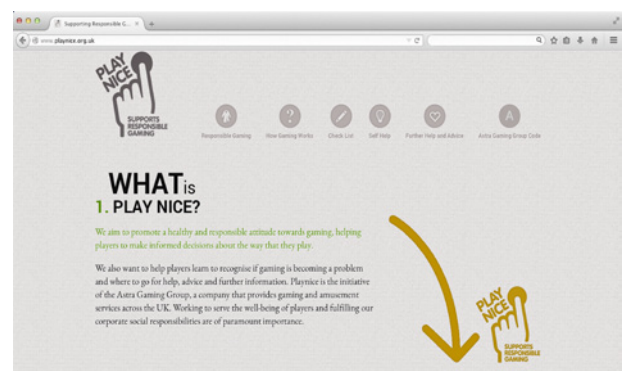 Supporting Responsible G...
www.playnice.org.uk
PLAY
NICE
SUPPORTS
RESPONSIBLE
GAMING
Responsible Gaming
How Gaming Works
Check List
Self Help
Further Help and Advice
A
Astra Gaming Group Code
WHAT is
1. PLAY NICE?
We aim to promote a healthy and responsible attitude towards gaming, helping
players to make informed decisions about the way that they play.
We also want to help players learn to recognise if gaming is becoming a problem
and where to go for help, advice and further information. Playnice is the initiative
of the Astra Gaming Group, a company that provides gaming and amusement
services across the UK. Working to serve the well-being of players and fulfilling our
corporate social responsibilities are of paramount importance.
PLAY
NICE
SUPPORTS
RESPONSIBLE
GAMING